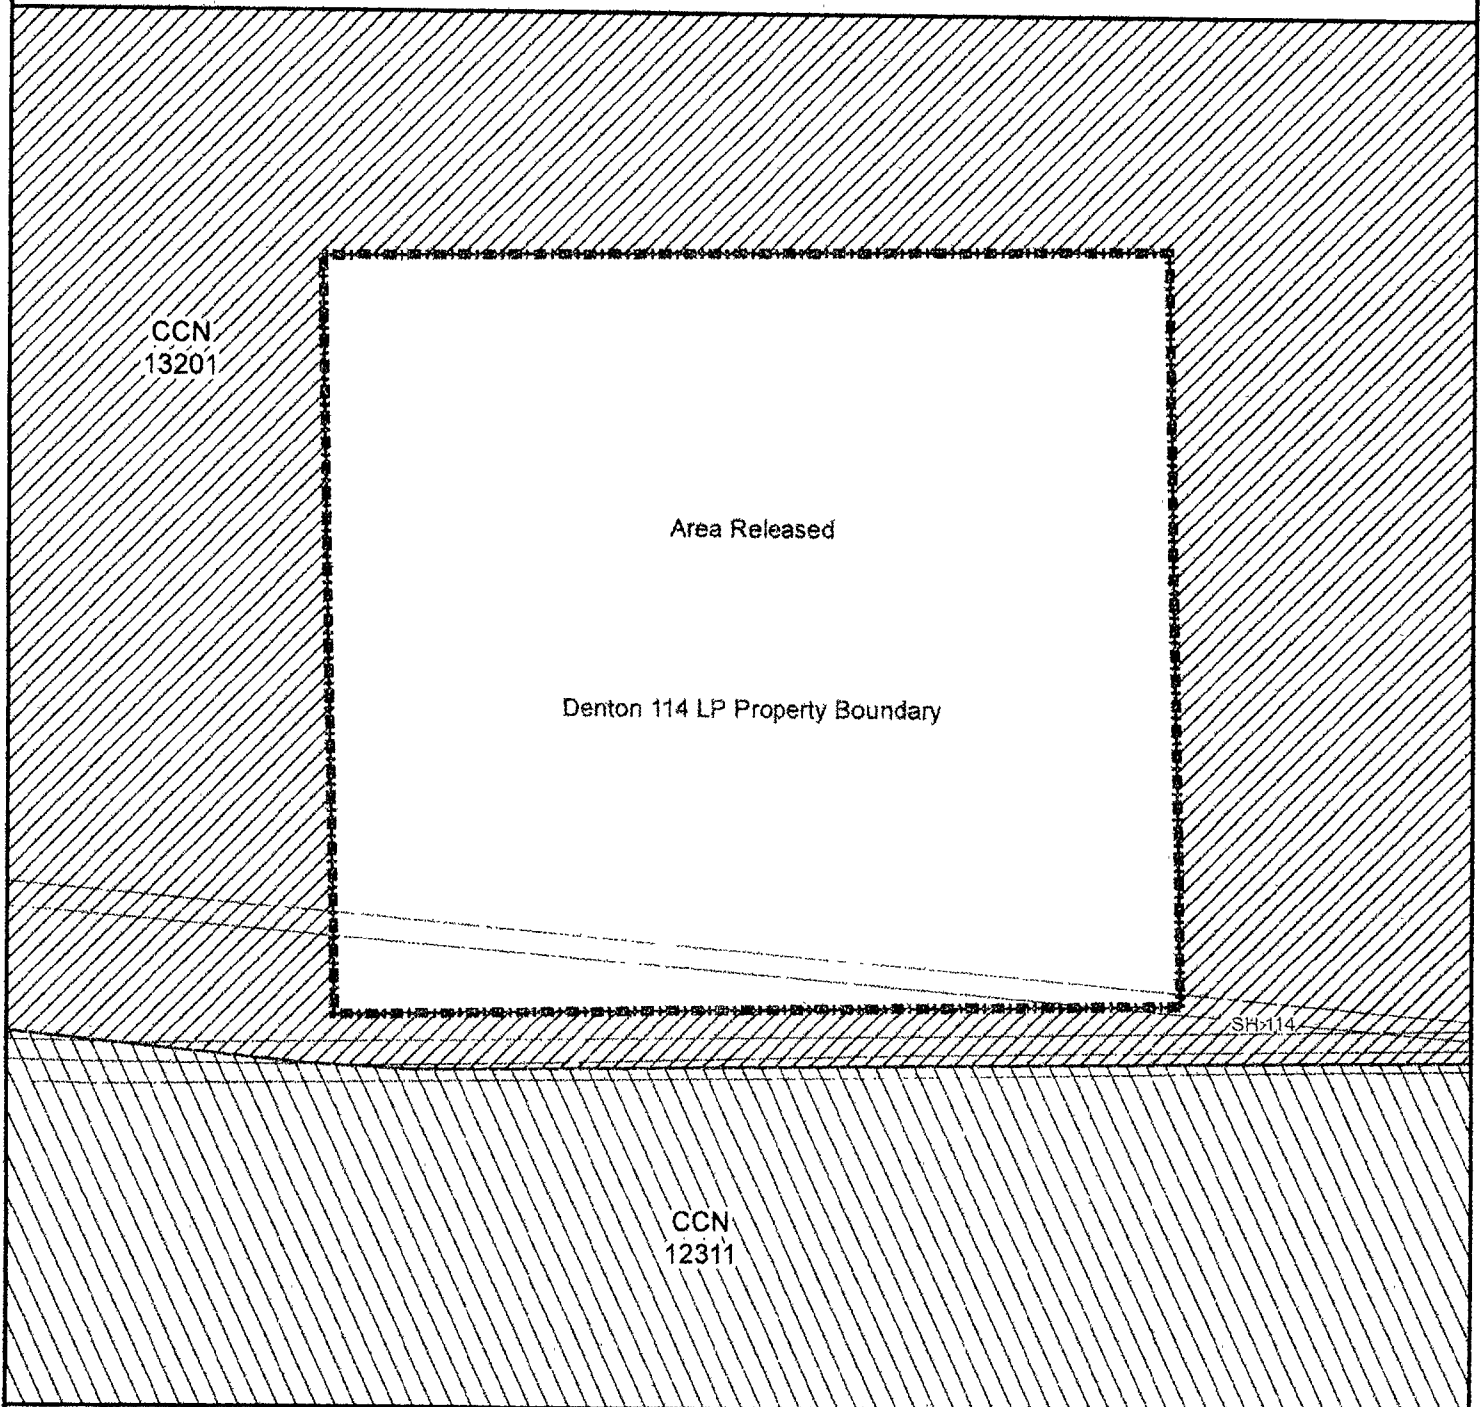 CCN
13201
Area Released
Denton 114 LP Property Boundary
SH 114
CCN
12311